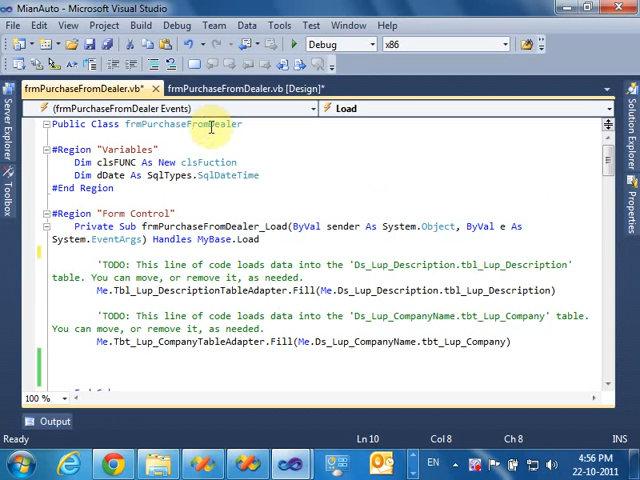 MianAuto - Microsoft Visual Studio
File Edit View Project Build Debug Team Data Tools Test Window Help
Debug x86
frmPurchaseFromDealer.vb* frmPurchaseFromDealer.vb [Design]*
(frmPurchaseFromDealer Events) Load
Public Class frmPurchaseFromDealer
#Region "Variables"
Dim clsFUNC As New clsFuction
Dim dDate As SqlTypes.SqlDateTime
#End Region
#Region "Form Control"
Private Sub frmPurchaseFromDealer_Load(ByVal sender As System.Object, ByVal e As
System.EventArgs) Handles MyBase.Load
'TODO: This line of code loads data into the 'Ds_Lup_Description.tbl_Lup_Description'
table. You can move, or remove it, as needed.
Me.Tbl_Lup_DescriptionTableAdapter.Fill(Me.Ds_Lup_Description.tbl_Lup_Description)
'TODO: This line of code loads data into the 'Ds_Lup_CompanyName.tbt_Lup_Company' table.
You can move, or remove it, as needed.
Me.Tbt_Lup_CompanyTableAdapter.Fill(Me.Ds_Lup_CompanyName.tbt_Lup_Company)
100 %
Server Explorer
Toolbox
Solution Explorer
Properties
Output
Ready Ln 10 Col 8 Ch 8 INS
EN 4:56 PM
22-10-2011